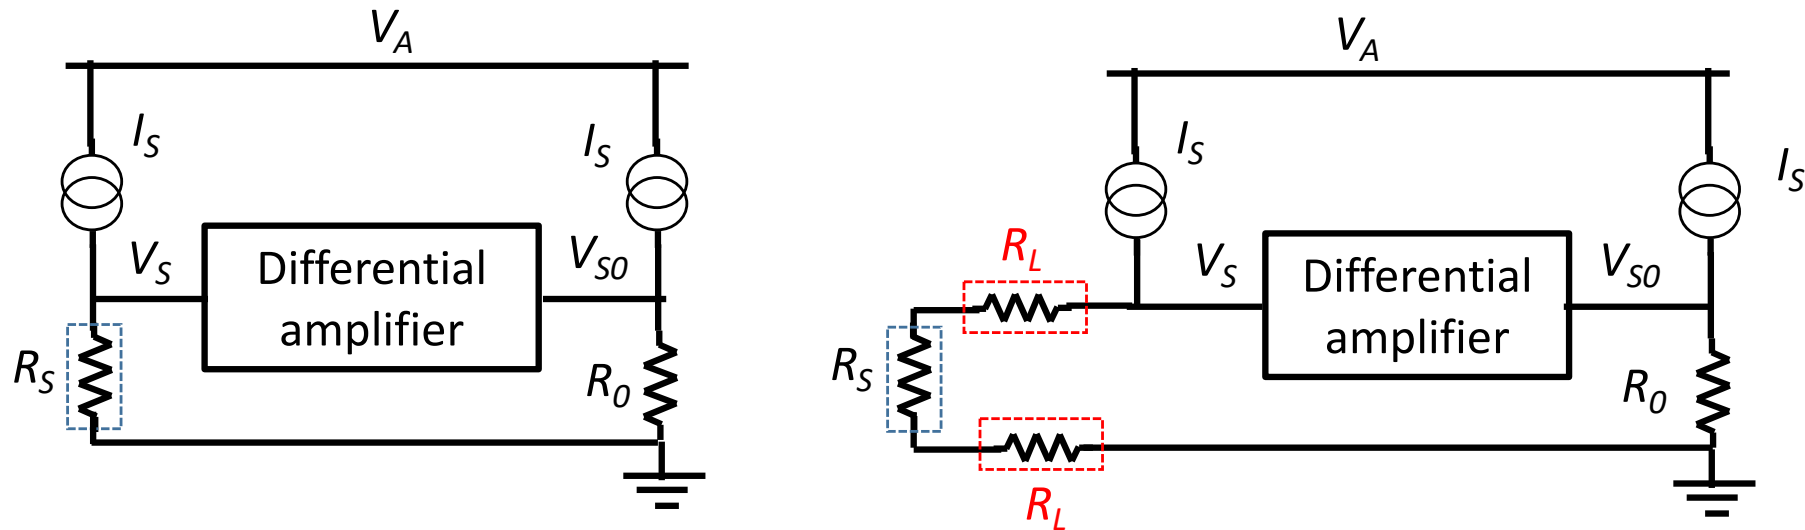 V_A
I_S
I_S
V_S
Differential
amplifier
V_S0
R_S
R_0
V_A
I_S
I_S
R_L
V_S
Differential
amplifier
V_S0
R_S
R_0
R_L